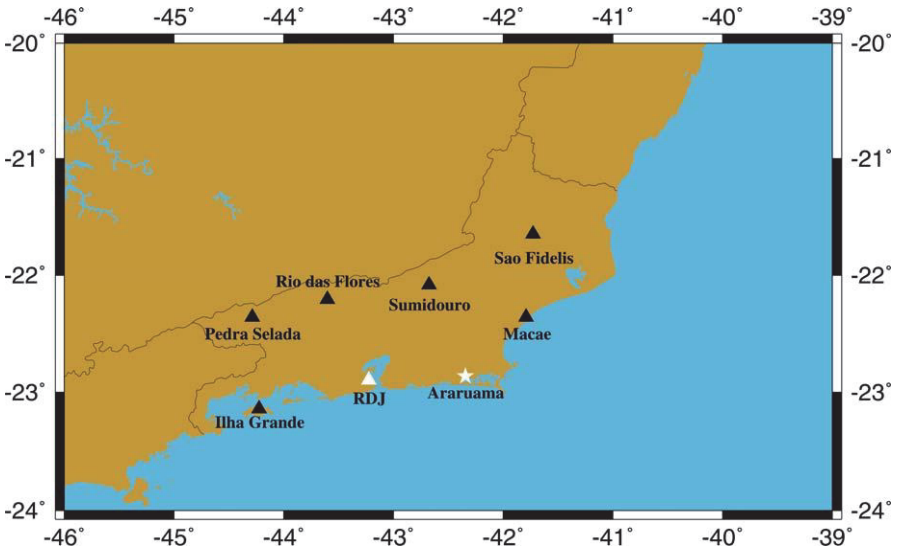 -46° -45° -44° -43° -42° -41° -40° -39°
-20° -20°
-21° -21°
Sao Fidelis
-22° -22°
Rio das Flores
Sumidouro
Pedra Selada Macae
-23° -23°
RDJ Araruama
Ilha Grande
-24° -24°
-46° -45° -44° -43° -42° -41° -40° -39°